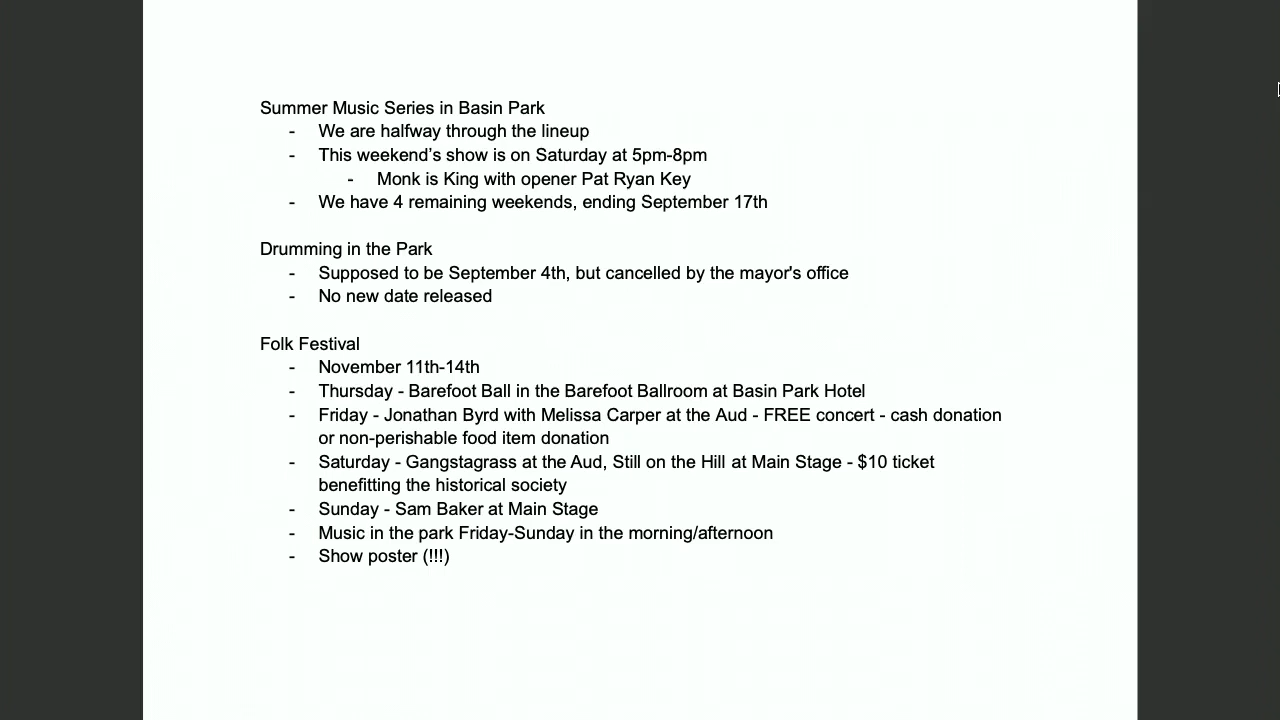 Summer Music Series in Basin Park
- We are halfway through the lineup
- This weekend's show is on Saturday at 5pm-8pm
- Monk is King with opener Pat Ryan Key
- We have 4 remaining weekends, ending September 17th
Drumming in the Park
- Supposed to be September 4th, but cancelled by the mayor's office
- No new date released
Folk Festival
- November 11th-14th
- Thursday - Barefoot Ball in the Barefoot Ballroom at Basin Park Hotel
- Friday - Jonathan Byrd with Melissa Carper at the Aud - FREE concert - cash donation
or non-perishable food item donation
- Saturday - Gangstagrass at the Aud, Still on the Hill at Main Stage - $10 ticket
benefitting the historical society
- Sunday - Sam Baker at Main Stage
- Music in the park Friday-Sunday in the morning/afternoon
- Show poster (!!!)